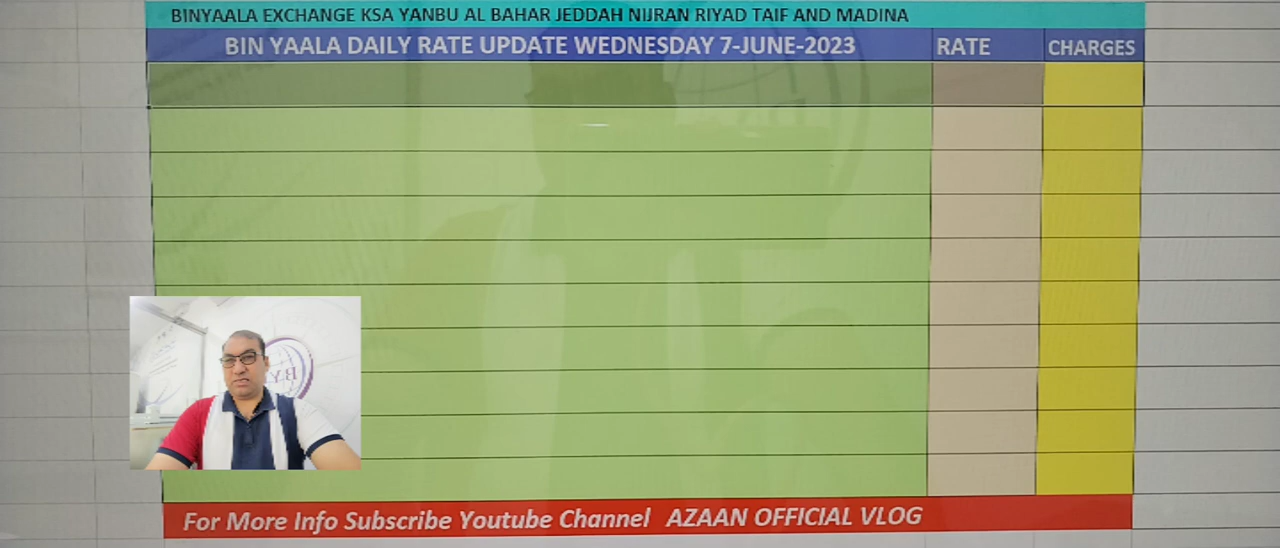 BINYAALA EXCHANGE KSA YANBU AL BAHAR JEDDAH NIJRAN RIYAD TAIF AND MADINA
BIN YAALA DAILY RATE UPDATE WEDNESDAY 7-JUNE-2023 RATE CHARGES
For More Info Subscribe Youtube Channel AZAAN OFFICIAL VLOG